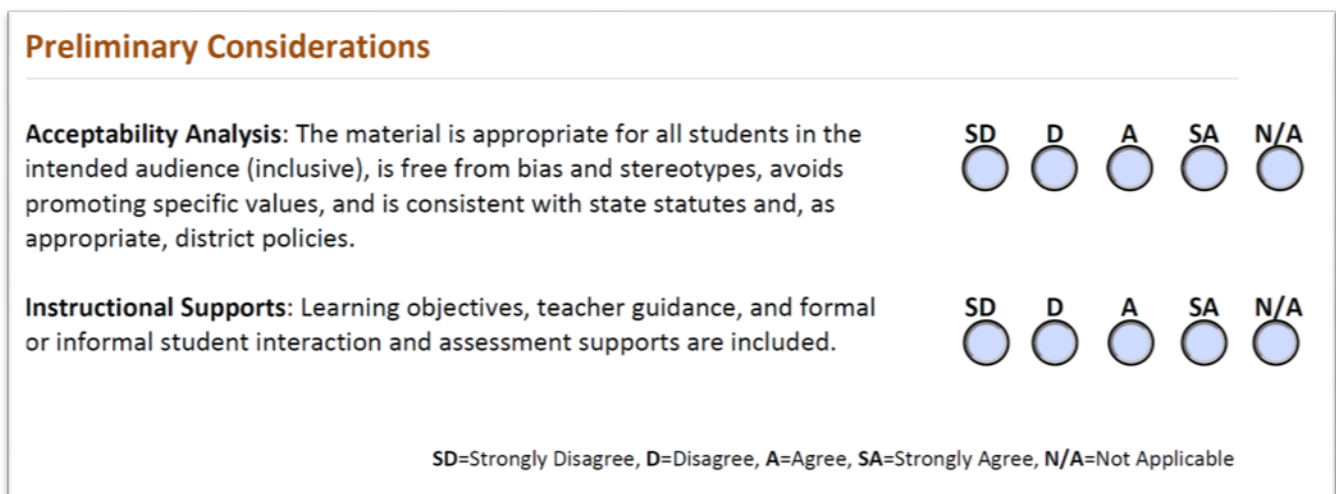 Preliminary Considerations
Acceptability Analysis: The material is appropriate for all students in the
intended audience (inclusive), is free from bias and stereotypes, avoids
promoting specific values, and is consistent with state statutes and, as
appropriate, district policies.
SD D A SA N/A
Instructional Supports: Learning objectives, teacher guidance, and formal
or informal student interaction and assessment supports are included.
SD D A SA N/A
SD=Strongly Disagree, D=Disagree, A=Agree, SA=Strongly Agree, N/A=Not Applicable